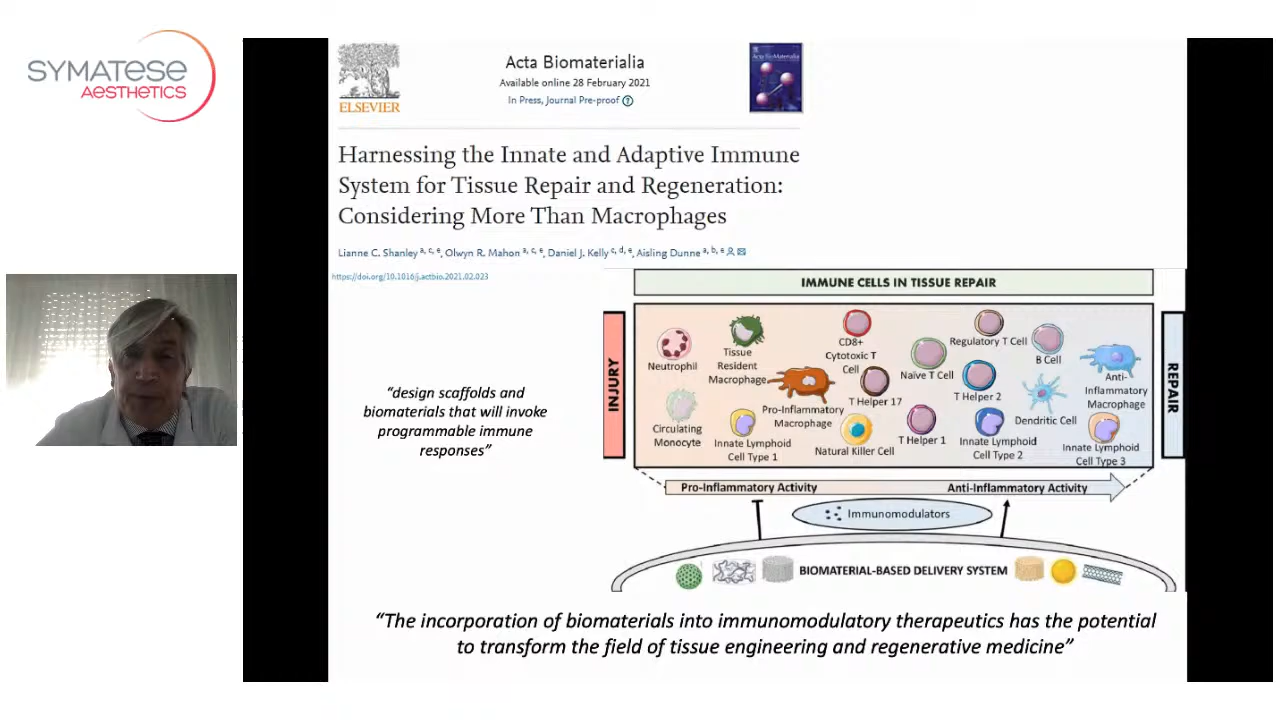 SYMATESE
AESTHETICS
ELSEVIER
Acta Biomaterialia
Available online 28 February 2021
In Press, Journal Pre-proof ?
Acta BioMaterialia
Harnessing the Innate and Adaptive Immune
System for Tissue Repair and Regeneration:
Considering More Than Macrophages
Lianne C. Shanley a, c, e, Olwyn R. Mahon a, c, e, Daniel J. Kelly c, d, e, Aisling Dunne a, b, e
https://doi.org/10.1016/j.actbio.2021.02.023
“design scaffolds and
biomaterials that will invoke
programmable immune
responses”
IMMUNE CELLS IN TISSUE REPAIR
INJURY
Neutrophil
Tissue
Resident
Macrophage
CD8+
Cytotoxic T
Cell
Regulatory T Cell
B Cell
Naïve T Cell
Anti-
Inflammatory
Macrophage
Pro-Inflammatory
Macrophage
T Helper 17
T Helper 2
Dendritic Cell
Circulating
Monocyte
Innate Lymphoid
Cell Type 1
Natural Killer Cell
T Helper 1
Innate Lymphoid
Cell Type 2
Innate Lymphoid
Cell Type 3
REPAIR
Pro-Inflammatory Activity
Anti-Inflammatory Activity
Immunomodulators
BIOMATERIAL-BASED DELIVERY SYSTEM
“The incorporation of biomaterials into immunomodulatory therapeutics has the potential
to transform the field of tissue engineering and regenerative medicine”